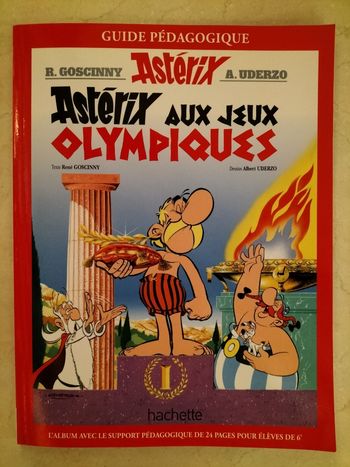 GUIDE PÉDAGOGIQUE
R. GOSCINNY Astérix A. UDERZO
Astérix AUX JEUX
OLYMPIQUES
Texte René GOSCINNY Dessins Albert UDERZO
I
hachette
L'ALBUM AVEC LE SUPPORT PÉDAGOGIQUE DE 24 PAGES POUR ÉLÈVES DE 6e